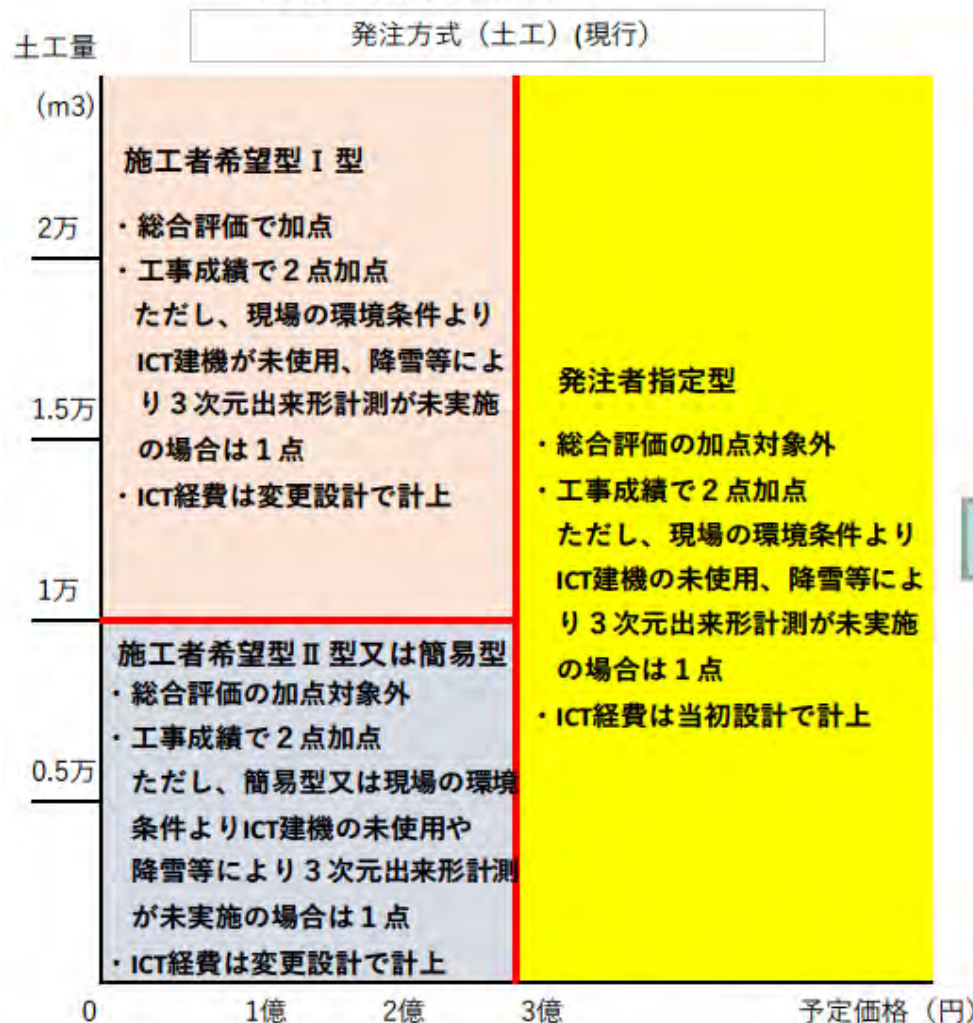 発注方式（土工）(現行）
土工量
（m3)
2万
1.5万
1万
0.5万
施工者希望型Ⅰ型
・総合評価で加点
・工事成績で２点加点
ただし、現場の環境条件より
ICT建機が未使用、降雪等によ
り３次元出来形計測が未実施
の場合は１点
・ICT経費は変更設計で計上
施工者希望型Ⅱ型又は簡易型
・総合評価の加点対象外
・工事成績で２点加点
ただし、簡易型又は現場の環境
条件よりICT建機の未使用や
降雪等により３次元出来形計測
が未実施の場合は１点
・ICT経費は変更設計で計上
発注者指定型
・総合評価の加点対象外
・工事成績で２点加点
ただし、現場の環境条件より
ICT建機の未使用、降雪等によ
り３次元出来形計測が未実施
の場合は１点
・ICT経費は当初設計で計上
0 1億 2億 3億 予定価格（円）